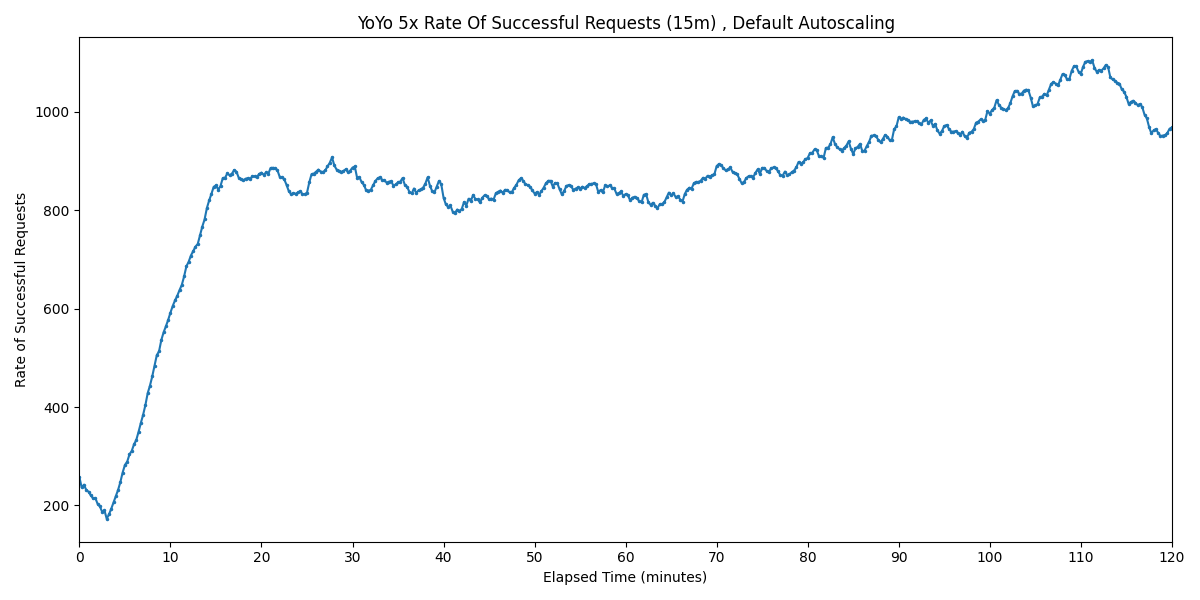 YoYo 5x Rate Of Successful Requests (15m) , Default Autoscaling
Rate of Successful Requests
1000
800
600
400
200
0 10 20 30 40 50 60 70 80 90 100 110 120
Elapsed Time (minutes)